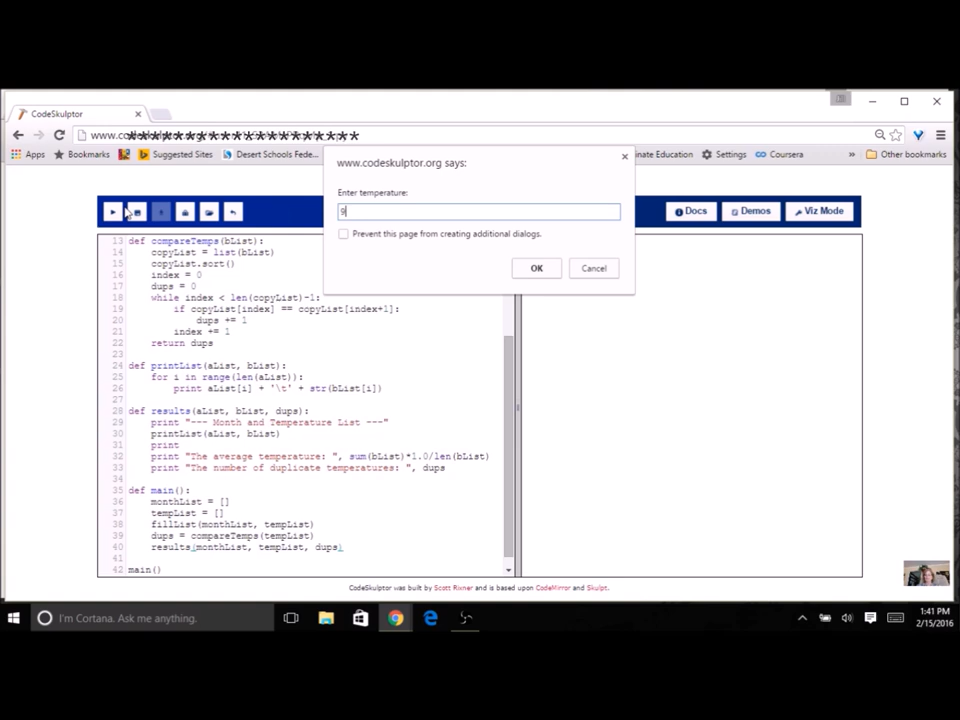 CodeSkulptor
Apps
Bookmarks
Suggested Sites
Desert Schools Fede...
inate Education
Settings
Coursera
»
Other bookmarks
www.codeskulptor.org says:
Enter temperature:
9
Prevent this page from creating additional dialogs.
OK
Cancel
Docs
Demos
Viz Mode
13 def compareTemps(bList):
14 copyList = list(bList)
15 copyList.sort()
16 index = 0
17 dups = 0
18 while index < len(copyList)-1:
19 if copyList[index] == copyList[index+1]:
20 dups += 1
21 index += 1
22 return dups
23
24 def printList(aList, bList):
25 for i in range(len(aList)):
26 print aList[i] + '\t' + str(bList[i])
27
28 def results(aList, bList, dups):
29 print "--- Month and Temperature List ---"
30 printList(aList, bList)
31 print
32 print "The average temperature: ", sum(bList)*1.0/len(bList)
33 print "The number of duplicate temperatures: ", dups
34
35 def main():
36 monthList = []
37 tempList = []
38 fillList(monthList, tempList)
39 dups = compareTemps(tempList)
40 results(monthList, tempList, dups)
41
42 main()
CodeSkulptor was built by Scott Rixner and is based upon CodeMirror and Skulpt.
I'm Cortana. Ask me anything.
1:41 PM
2/15/2016